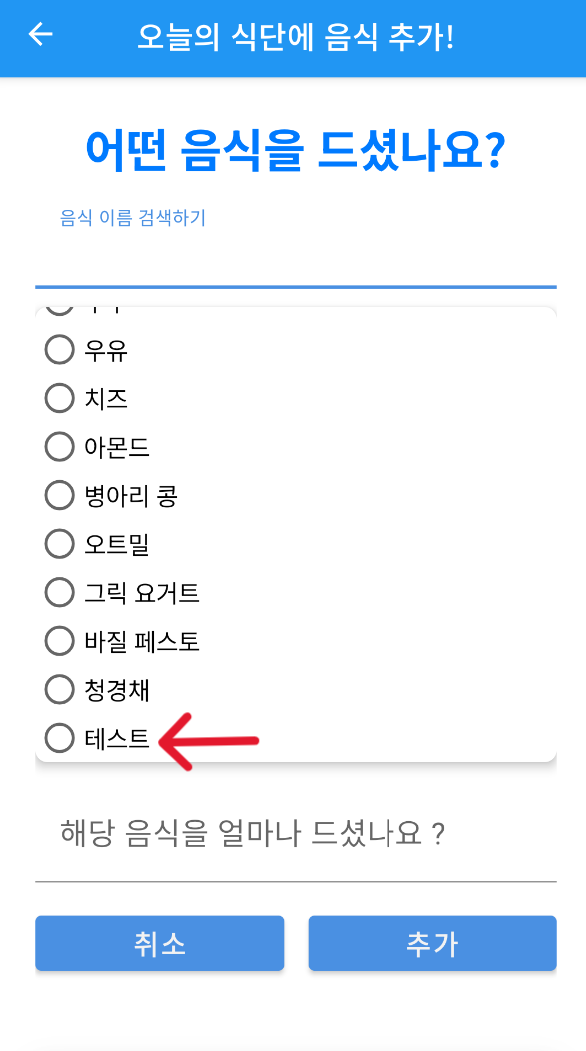 오늘의 식단에 음식 추가!
어떤 음식을 드셨나요?
음식 이름 검색하기
우유
치즈
아몬드
병아리 콩
오트밀
그릭 요거트
바질 페스토
청경채
테스트
해당 음식을 얼마나 드셨나요 ?
취소
추가